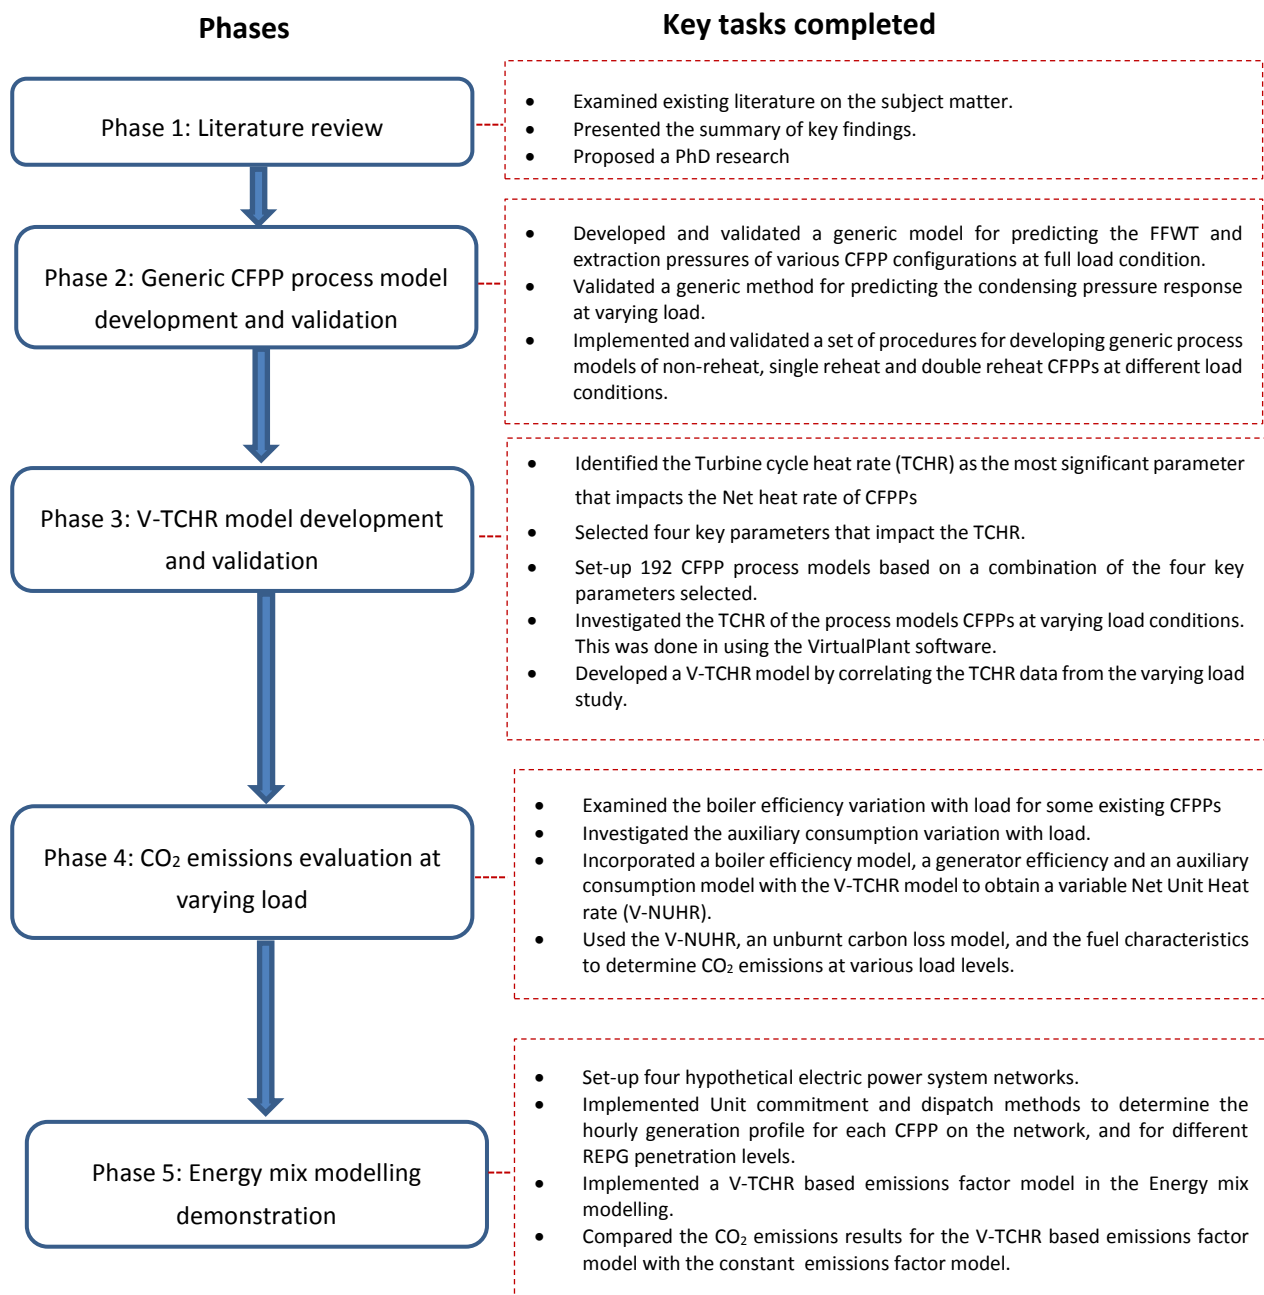 Phases
Key tasks completed
Phase 1: Literature review
• Examined existing literature on the subject matter.
• Presented the summary of key findings.
• Proposed a PhD research
Phase 2: Generic CFPP process model
development and validation
• Developed and validated a generic model for predicting the FFWT and
extraction pressures of various CFPP configurations at full load condition.
• Validated a generic method for predicting the condensing pressure response
at varying load.
• Implemented and validated a set of procedures for developing generic process
models of non-reheat, single reheat and double reheat CFPPs at different load
conditions.
Phase 3: V-TCHR model development
and validation
• Identified the Turbine cycle heat rate (TCHR) as the most significant parameter
that impacts the Net heat rate of CFPPs
• Selected four key parameters that impact the TCHR.
• Set-up 192 CFPP process models based on a combination of the four key
parameters selected.
• Investigated the TCHR of the process models CFPPs at varying load conditions.
This was done in using the VirtualPlant software.
• Developed a V-TCHR model by correlating the TCHR data from the varying load
study.
Phase 4: CO₂ emissions evaluation at
varying load
• Examined the boiler efficiency variation with load for some existing CFPPs
• Investigated the auxiliary consumption variation with load.
• Incorporated a boiler efficiency model, a generator efficiency and an auxiliary
consumption model with the V-TCHR model to obtain a variable Net Unit Heat
rate (V-NUHR).
• Used the V-NUHR, an unburnt carbon loss model, and the fuel characteristics
to determine CO₂ emissions at various load levels.
Phase 5: Energy mix modelling
demonstration
• Set-up four hypothetical electric power system networks.
• Implemented Unit commitment and dispatch methods to determine the
hourly generation profile for each CFPP on the network, and for different
REPG penetration levels.
• Implemented a V-TCHR based emissions factor model in the Energy mix
modelling.
• Compared the CO₂ emissions results for the V-TCHR based emissions factor
model with the constant emissions factor model.